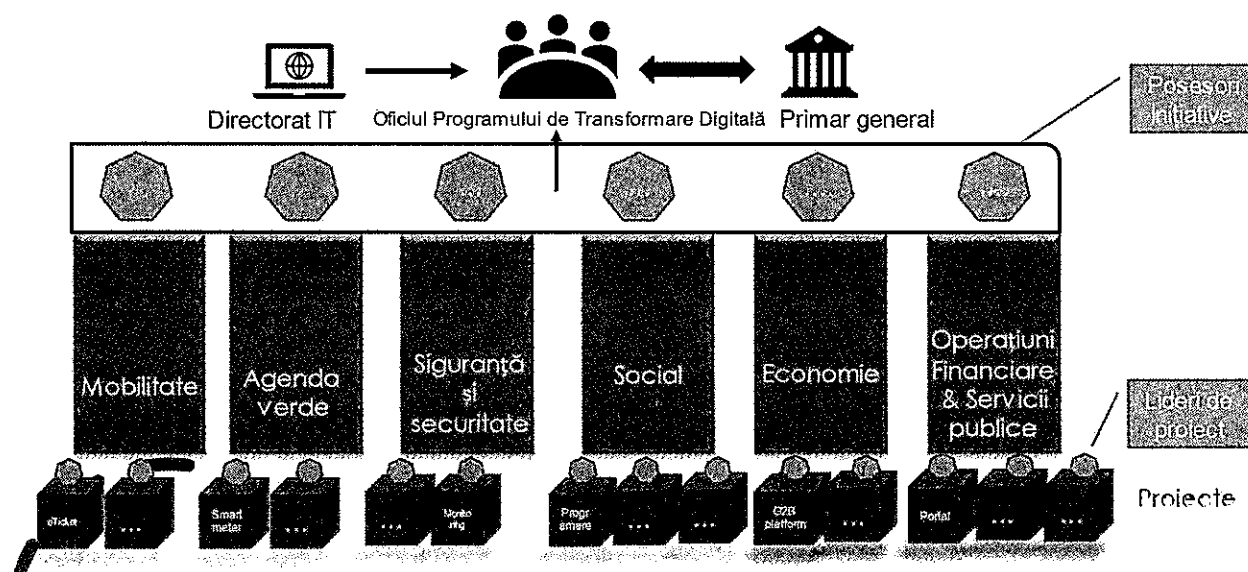 Directorat IT
Oficiul Programului de Transformare Digitală
Primar general
Posesori
inițiative
Mobilitate
Agenda
verde
Siguranță
și
securitate
Social
Economie
Operațiuni
Financiare
& Servicii
publice
Lideri de
proiect
eTicket
...
Smart
meter
...
...
Monito
ring
Progr
amare
...
...
G2B
platform
...
Portal
...
...
Proiecte